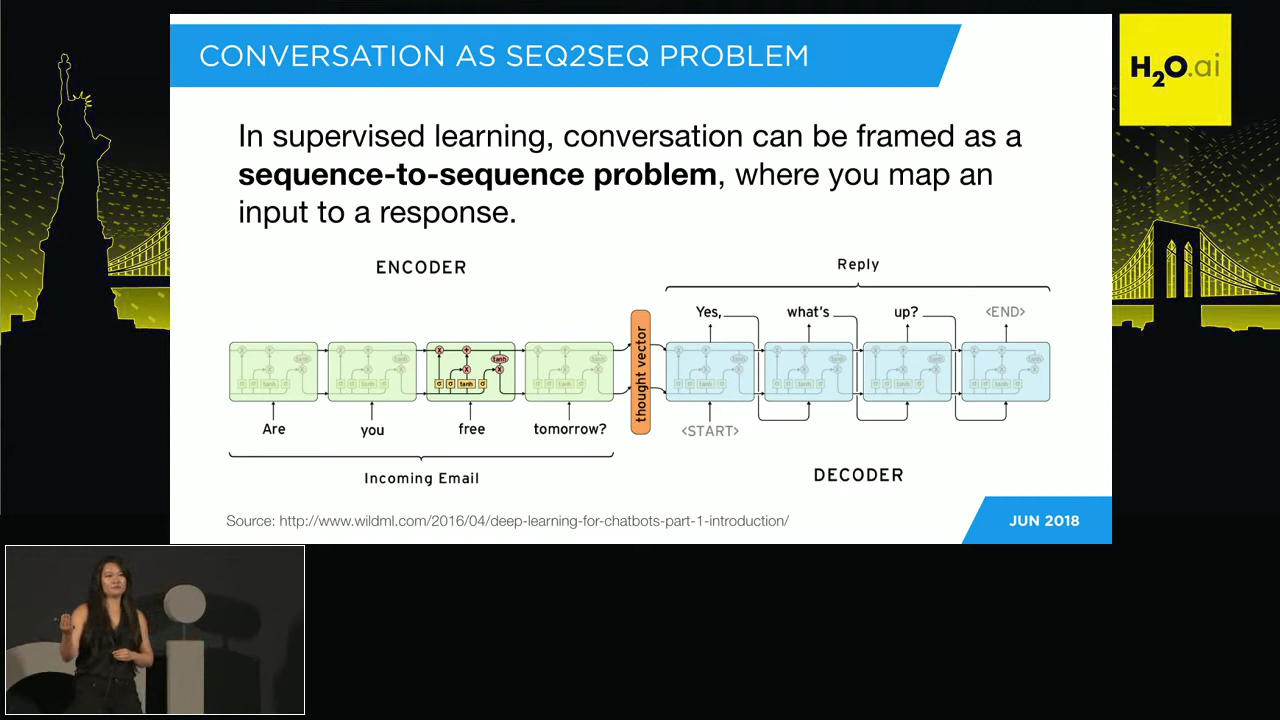 CONVERSATION AS SEQ2SEQ PROBLEM
H2O.ai
In supervised learning, conversation can be framed as a
sequence-to-sequence problem, where you map an
input to a response.
ENCODER
Reply
Yes, what's up? <END>
thought vector
x + tanh x σ σ tanh σ
Are you free tomorrow?
<START>
Incoming Email
DECODER
Source: http://www.wildml.com/2016/04/deep-learning-for-chatbots-part-1-introduction/
JUN 2018